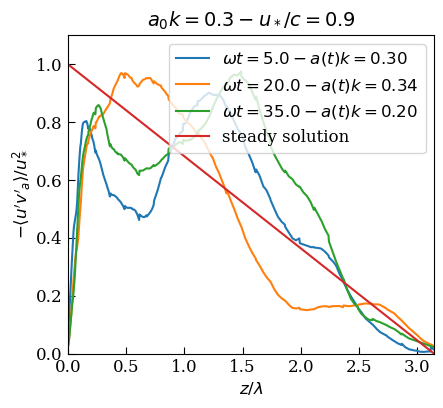 a₀k = 0.3 − u*/c = 0.9
ωt = 5.0 − a(t)k = 0.30
ωt = 20.0 − a(t)k = 0.34
ωt = 35.0 − a(t)k = 0.20
steady solution
−⟨u′v′ₐ⟩/u²*
1.0
0.8
0.6
0.4
0.2
0.0
0.0 0.5 1.0 1.5 2.0 2.5 3.0
z/λ